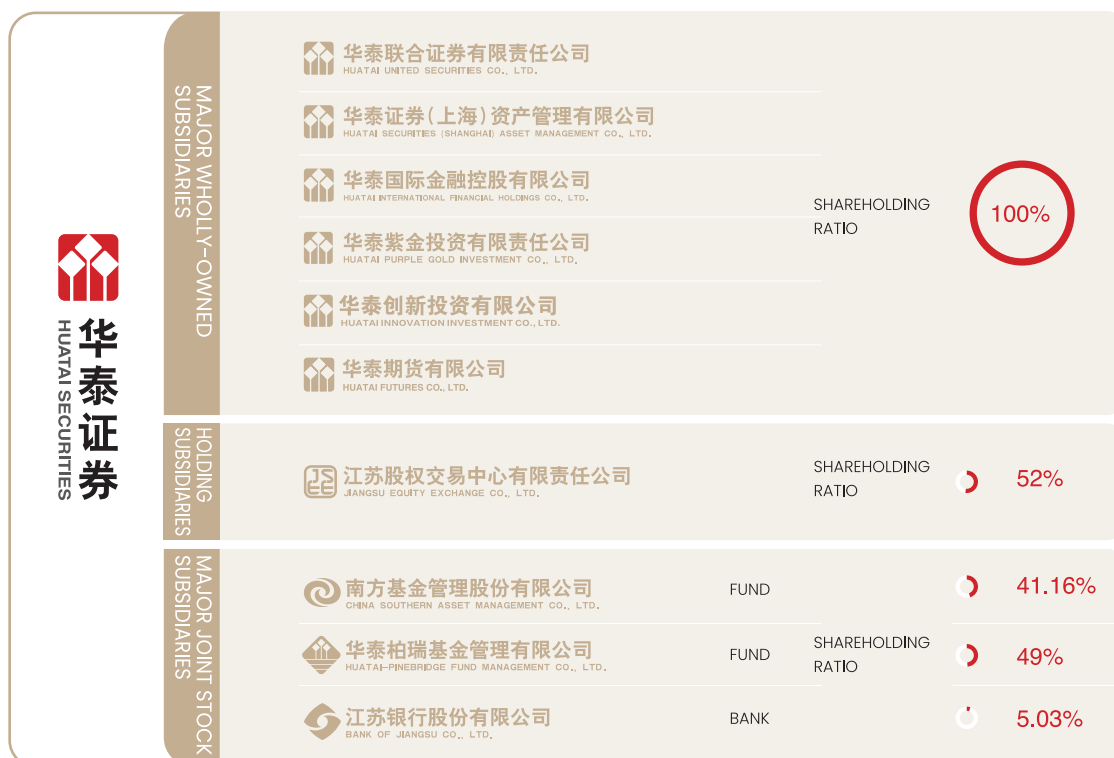 华泰证券
HUATAI SECURITIES
MAJOR WHOLLY-OWNED
SUBSIDIARIES
华泰联合证券有限责任公司
HUATAI UNITED SECURITIES CO., LTD.
华泰证券(上海)资产管理有限公司
HUATAI SECURITIES (SHANGHAI) ASSET MANAGEMENT CO., LTD.
华泰国际金融控股有限公司
HUATAI INTERNATIONAL FINANCIAL HOLDINGS CO., LTD.
华泰紫金投资有限责任公司
HUATAI PURPLE GOLD INVESTMENT CO., LTD.
华泰创新投资有限公司
HUATAI INNOVATION INVESTMENT CO., LTD.
华泰期货有限公司
HUATAI FUTURES CO., LTD.
SHAREHOLDING
RATIO
100%
HOLDING
SUBSIDIARIES
JSEE
江苏股权交易中心有限责任公司
JIANGSU EQUITY EXCHANGE CO., LTD.
SHAREHOLDING
RATIO
52%
MAJOR JOINT STOCK
SUBSIDIARIES
南方基金管理股份有限公司
CHINA SOUTHERN ASSET MANAGEMENT CO., LTD.
FUND
41.16%
华泰柏瑞基金管理有限公司
HUATAI-PINEBRIDGE FUND MANAGEMENT CO., LTD.
FUND
SHAREHOLDING
RATIO
49%
江苏银行股份有限公司
BANK OF JIANGSU CO., LTD.
BANK
5.03%